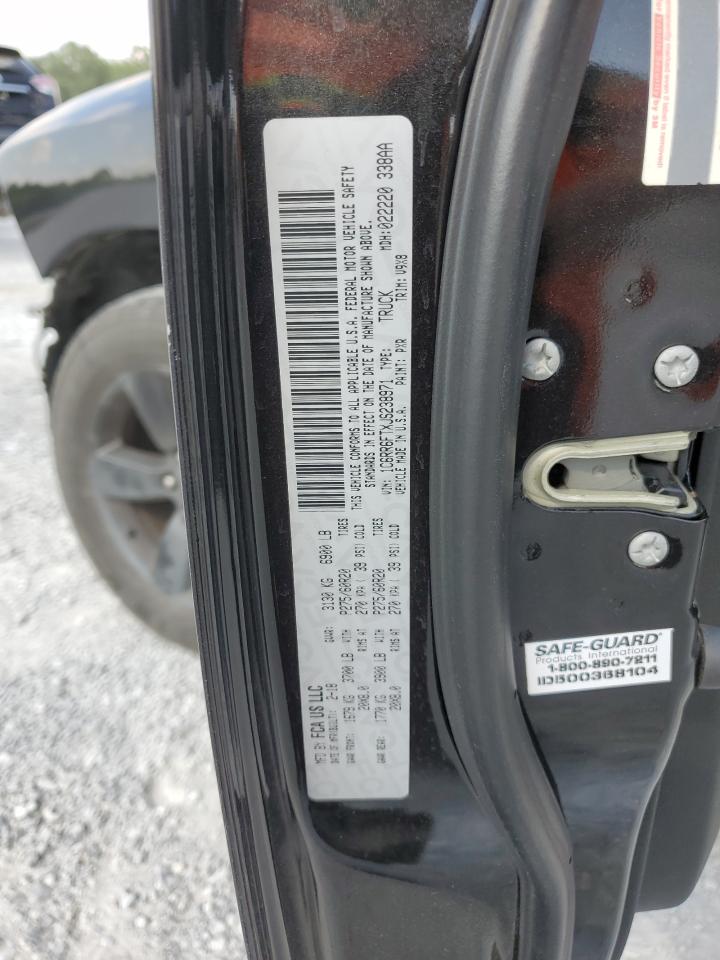 MFD BY: FCA US LLC
DATE OF MFR(BUILT): 2-18 GVWR: 3130 KG 6900 LB
GAWR FRONT: 1679 KG 3700 LB WITH P275/60R20 TIRES
20X8.0 RIMS AT 270 KPA ( 39 PSI) COLD
GAWR REAR: 1770 KG 3900 LB WITH P275/60R20 TIRES
20X8.0 RIMS AT 270 KPA ( 39 PSI) COLD
THIS VEHICLE CONFORMS TO ALL APPLICABLE U.S.A. FEDERAL MOTOR VEHICLE SAFETY
STANDARDS IN EFFECT ON THE DATE OF MANUFACTURE SHOWN ABOVE.
VIN: 1C6RR6FTXJS238971 TYPE: TRUCK MDH:022220 338AA
VEHICLE MADE IN U.S.A. PAINT: PXR TRIM: V9X8
SAFE-GUARD®
Products International
1-800-890-7211
ID500368104
by 3M